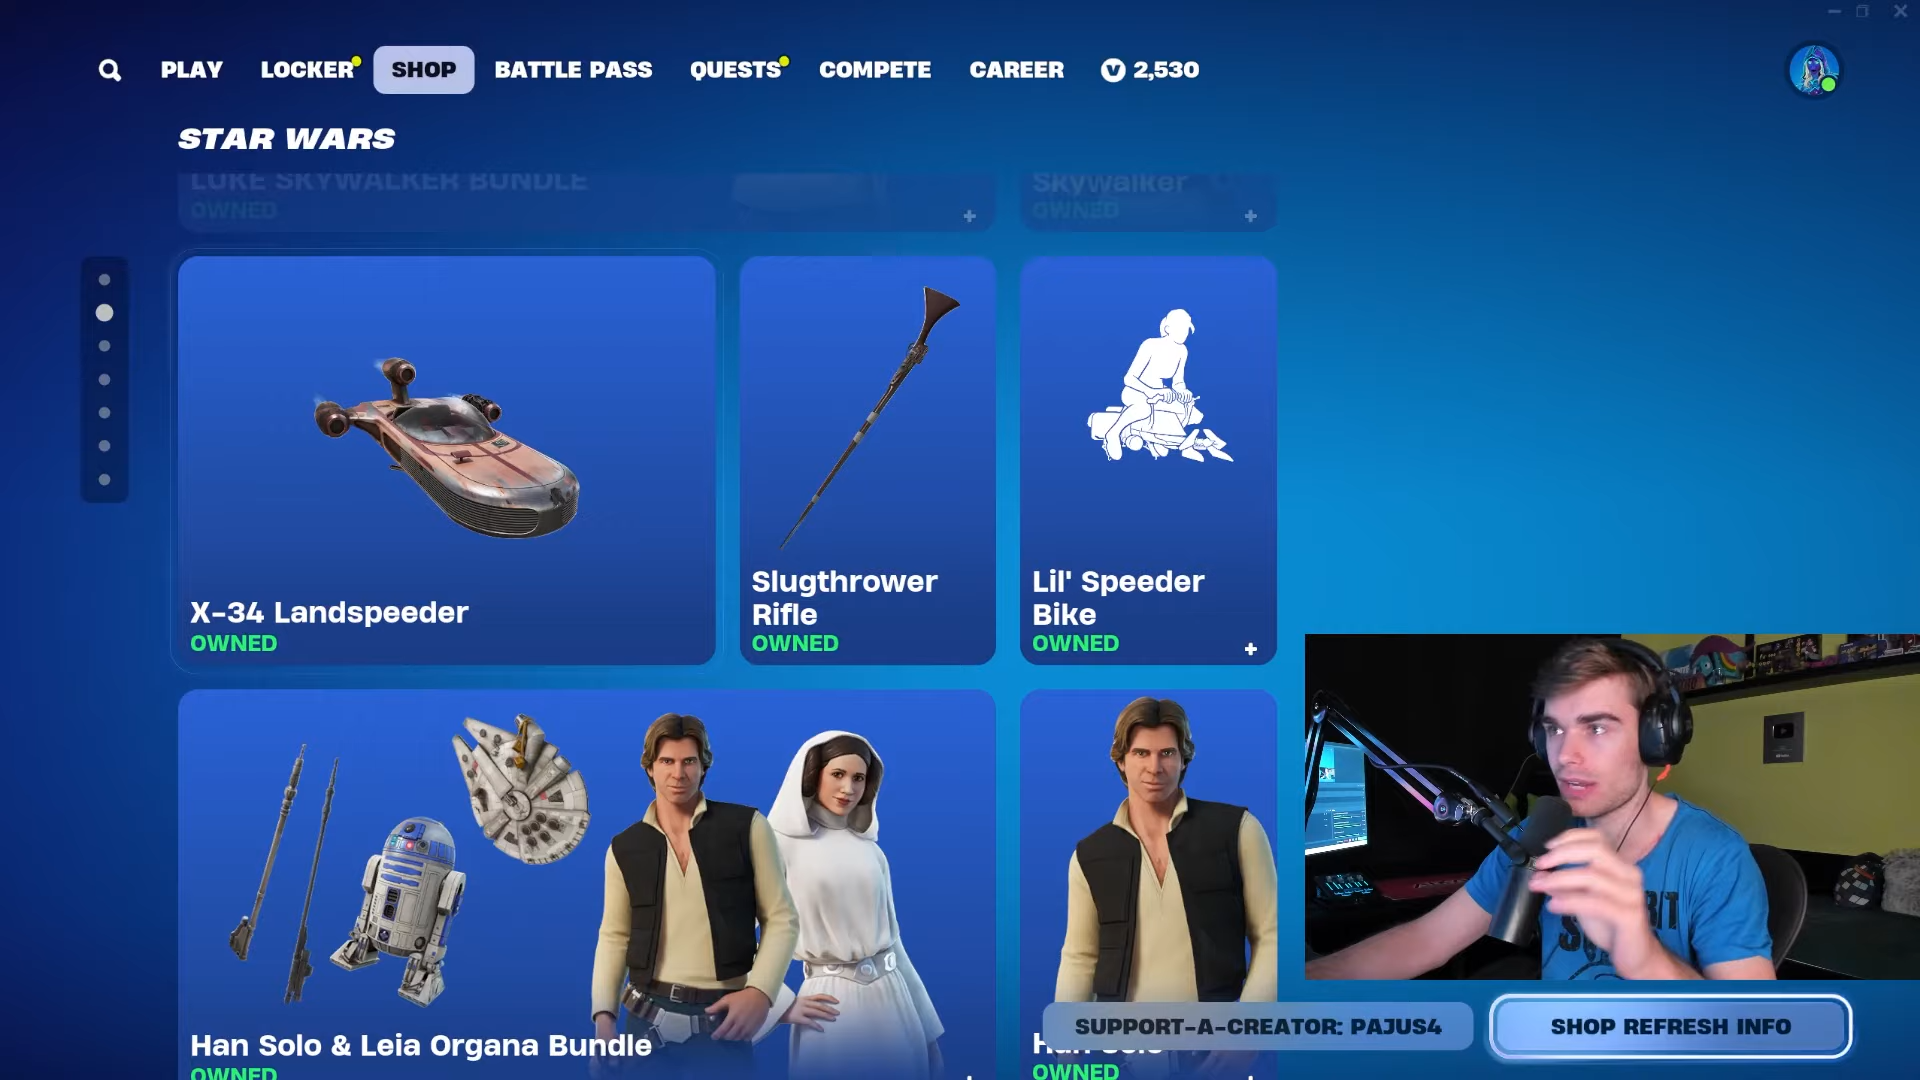 PLAY LOCKER SHOP BATTLE PASS QUESTS COMPETE CAREER V 2,530
STAR WARS
LUKE SKYWALKER BUNDLE
OWNED
Skywalker
OWNED
X-34 Landspeeder
OWNED
Slugthrower
Rifle
OWNED
Lil' Speeder
Bike
OWNED
Han Solo & Leia Organa Bundle
OWNED
Han Solo
OWNED
SUPPORT-A-CREATOR: PAJUS4
SHOP REFRESH INFO